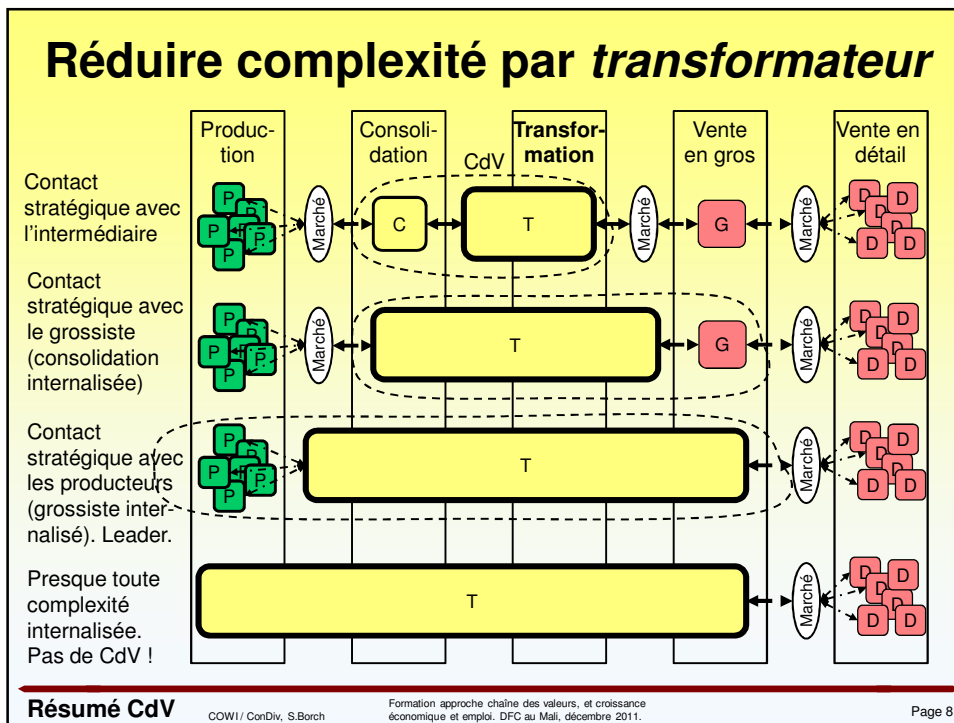 Réduire complexité par transformateur
Produc-
tion
Consoli-
dation
Transfor-
mation
Vente
en gros
Vente en
détail
CdV
Contact
stratégique avec
l'intermédiaire
P
P
P
P
P
P
Marché
C
T
Marché
G
Marché
D
D
D
D
D
D
Contact
stratégique avec
le grossiste
(consolidation
internalisée)
P
P
P
P
P
P
Marché
T
G
Marché
D
D
D
D
D
D
Contact
stratégique avec
les producteurs
(grossiste inter-
nalisé). Leader.
P
P
P
P
P
P
T
Marché
D
D
D
D
D
D
Presque toute
complexité
internalisée.
Pas de CdV !
T
Marché
D
D
D
D
D
D
Résumé CdV
COWI / ConDiv, S.Borch
Formation approche chaîne des valeurs, et croissance
économique et emploi. DFC au Mali, décembre 2011.
Page 8